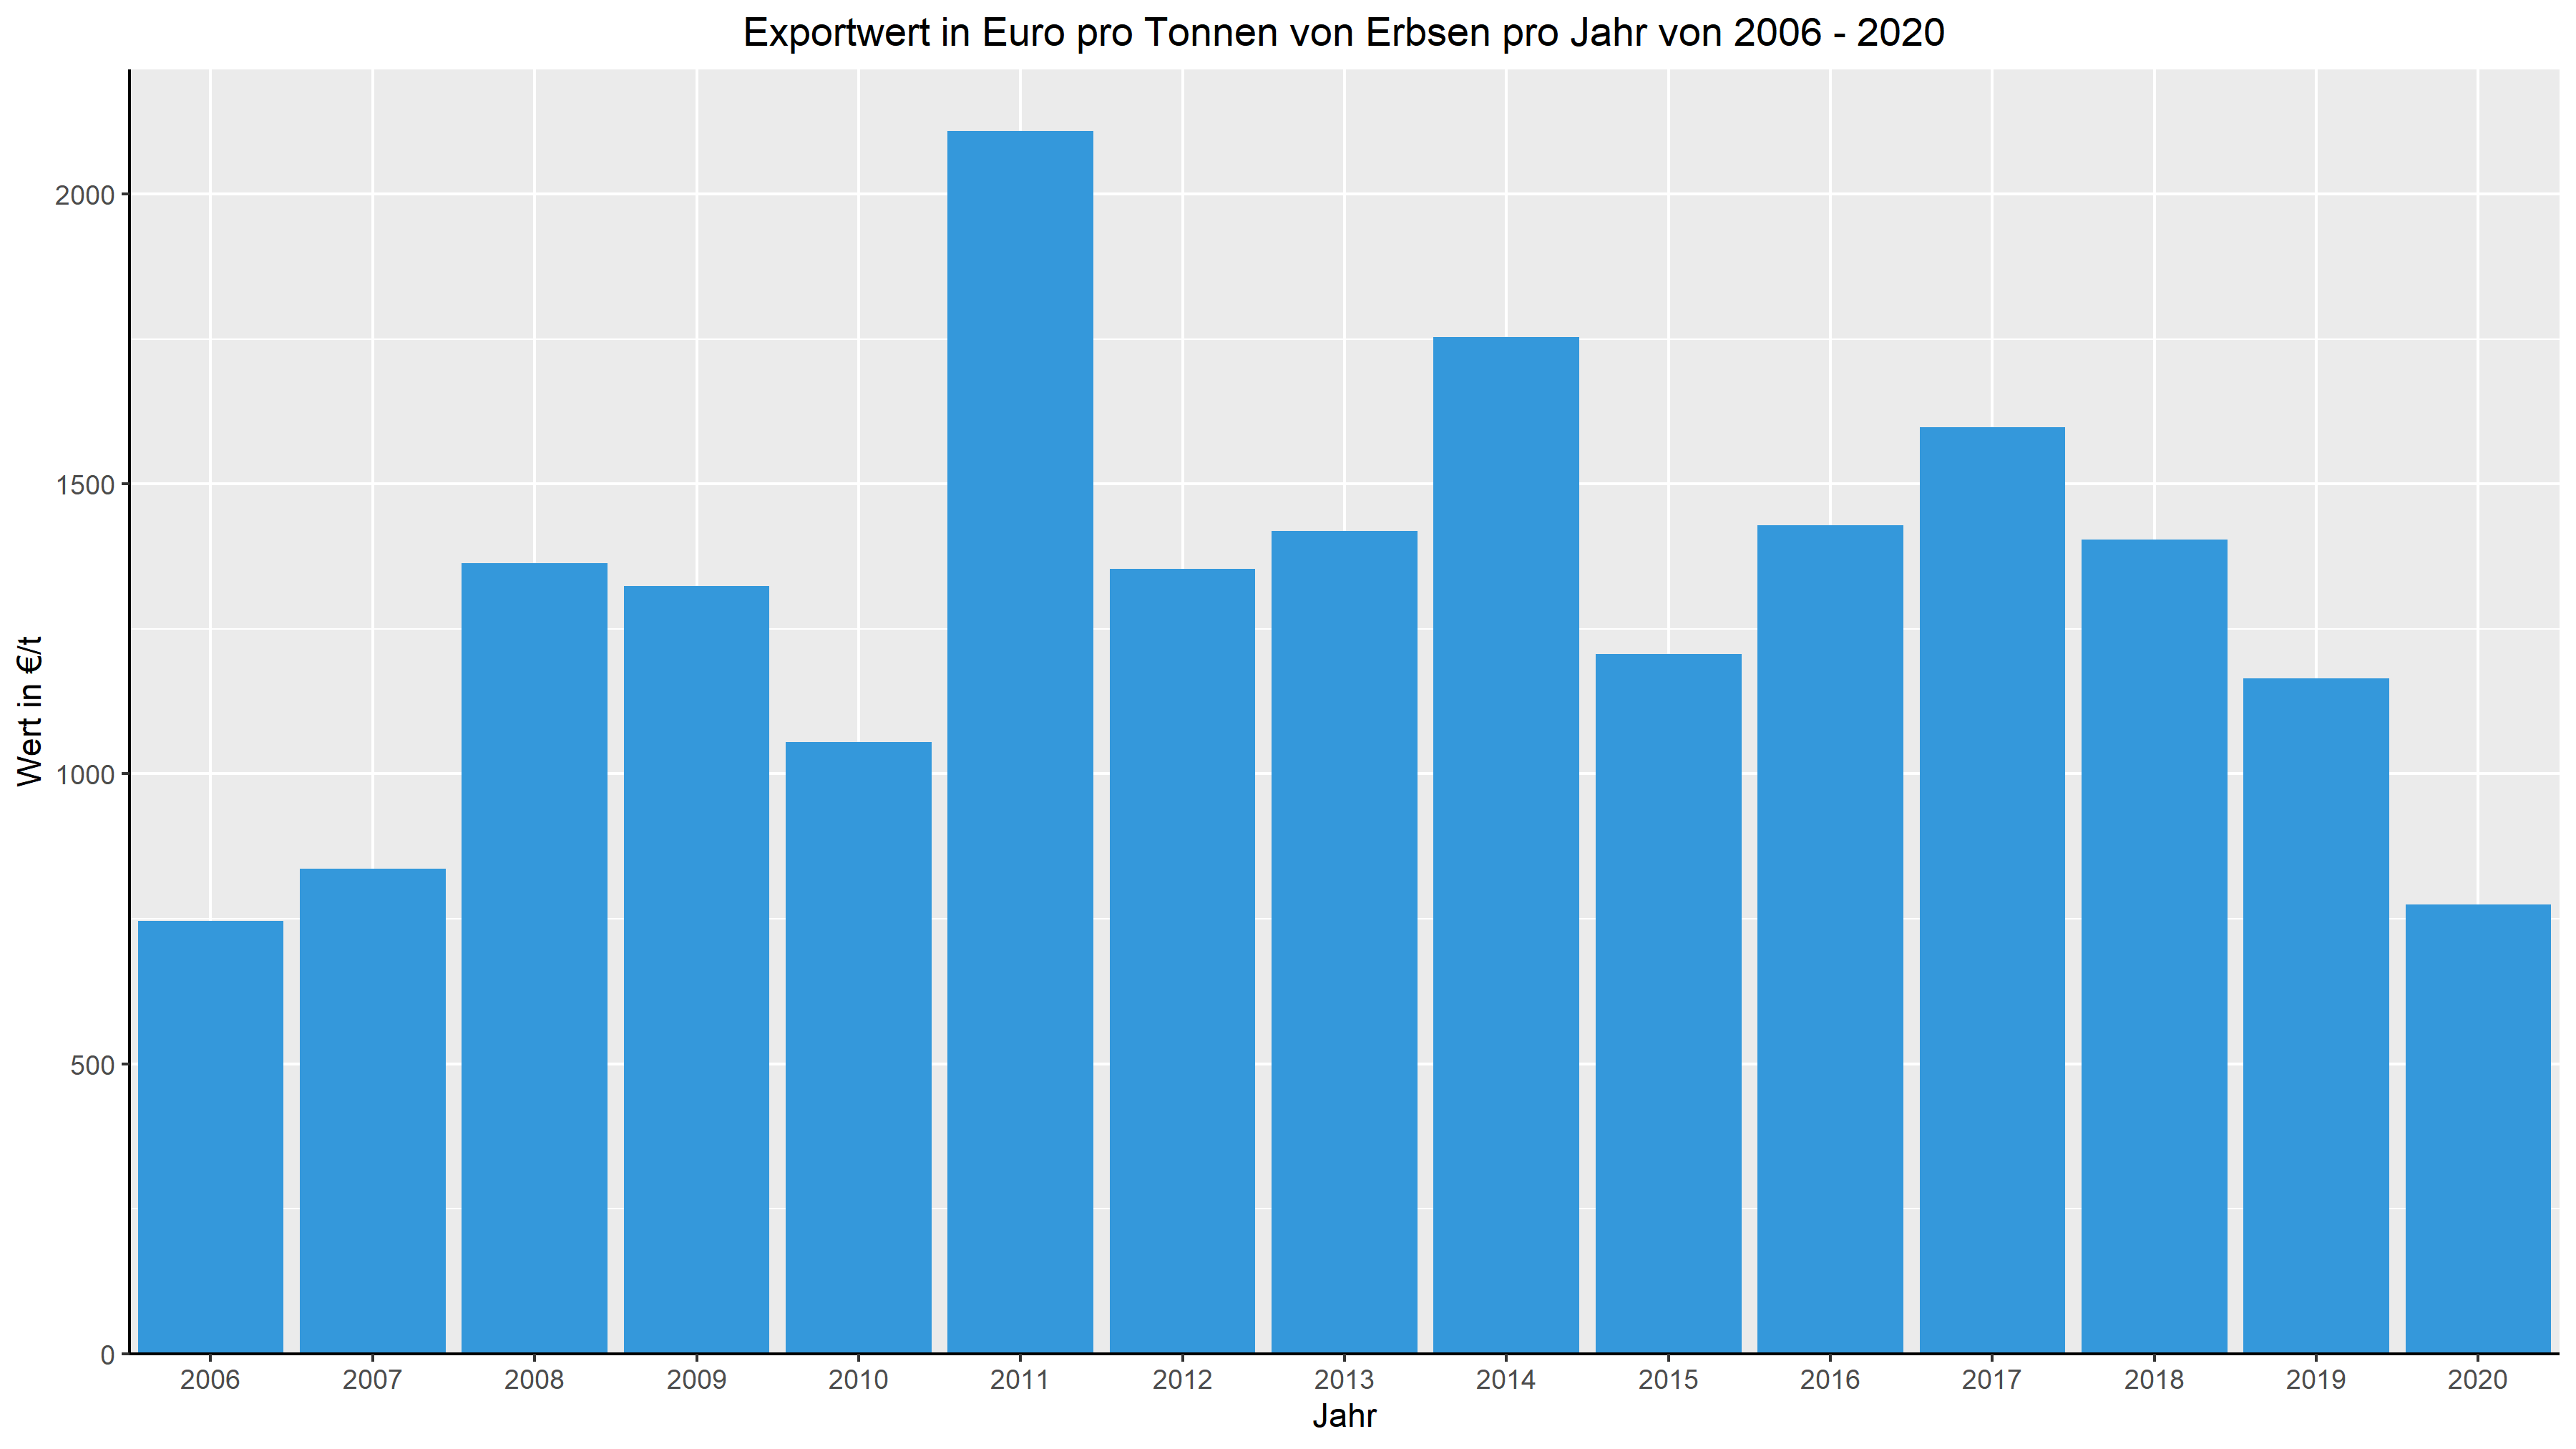 Exportwert in Euro pro Tonnen von Erbsen pro Jahr von 2006 - 2020
Wert in €/t
2000
1500
1000
500
0
2006 2007 2008 2009 2010 2011 2012 2013 2014 2015 2016 2017 2018 2019 2020
Jahr